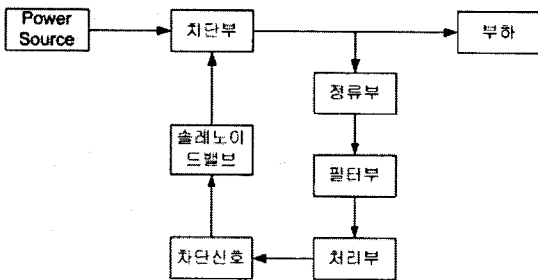 Power
Source
차단부
부하
정류부
솔레노이
드밸브
필터부
차단신호
처리부